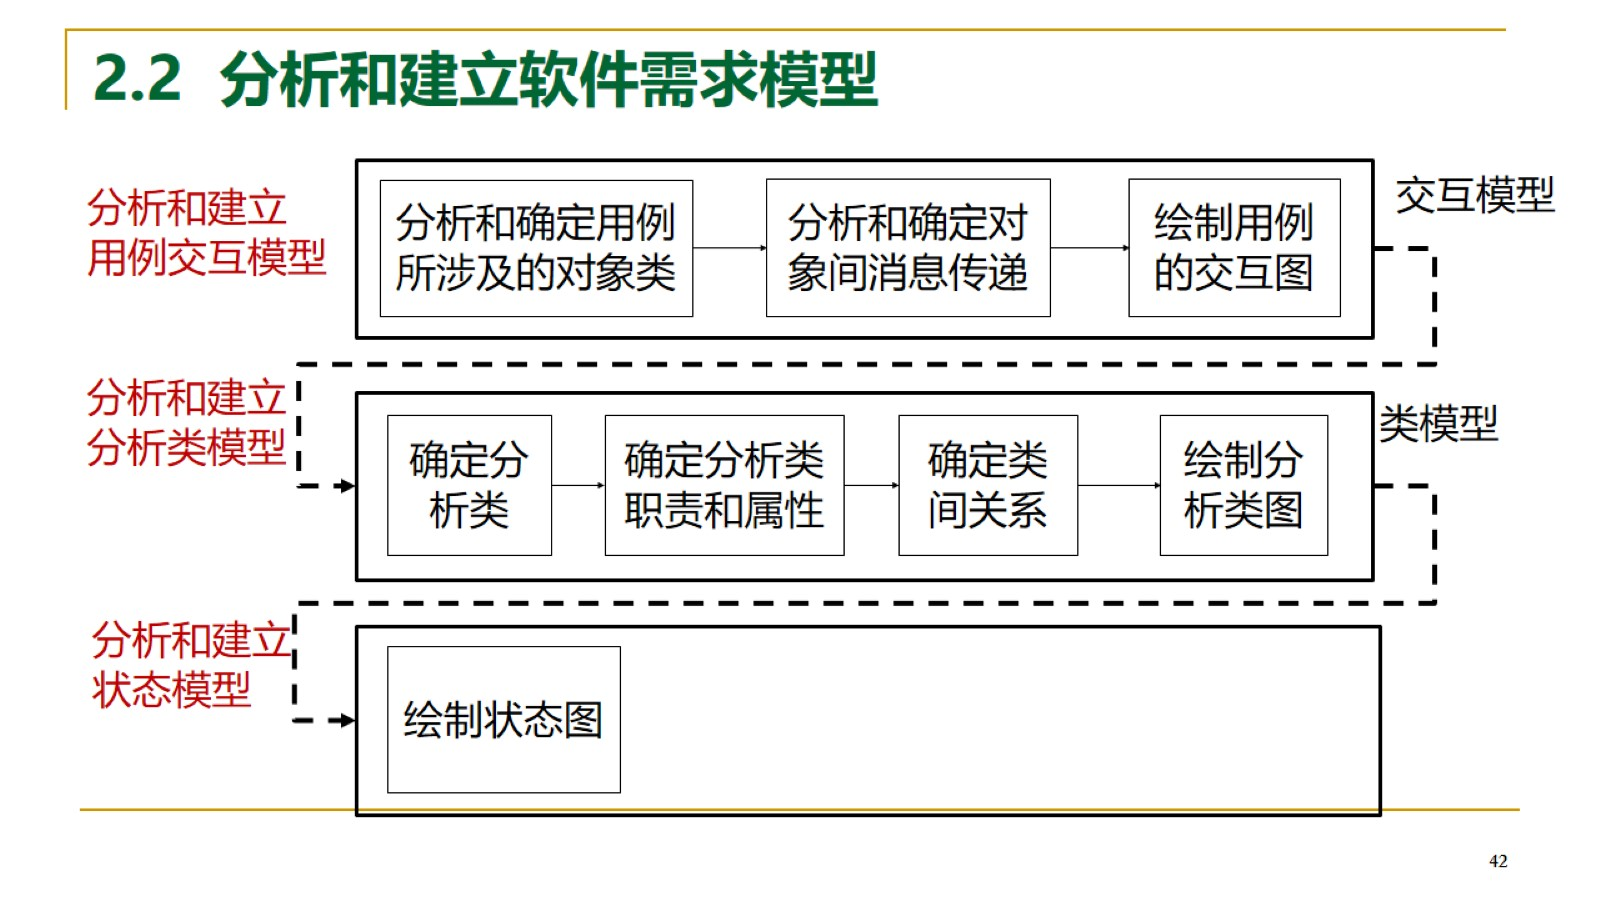 2.2 分析和建立软件需求模型
分析和建立
用例交互模型
分析和确定用例
所涉及的对象类
分析和确定对
象间消息传递
绘制用例
的交互图
交互模型
分析和建立
分析类模型
确定分
析类
确定分析类
职责和属性
确定类
间关系
绘制分
析类图
类模型
分析和建立
状态模型
绘制状态图
42